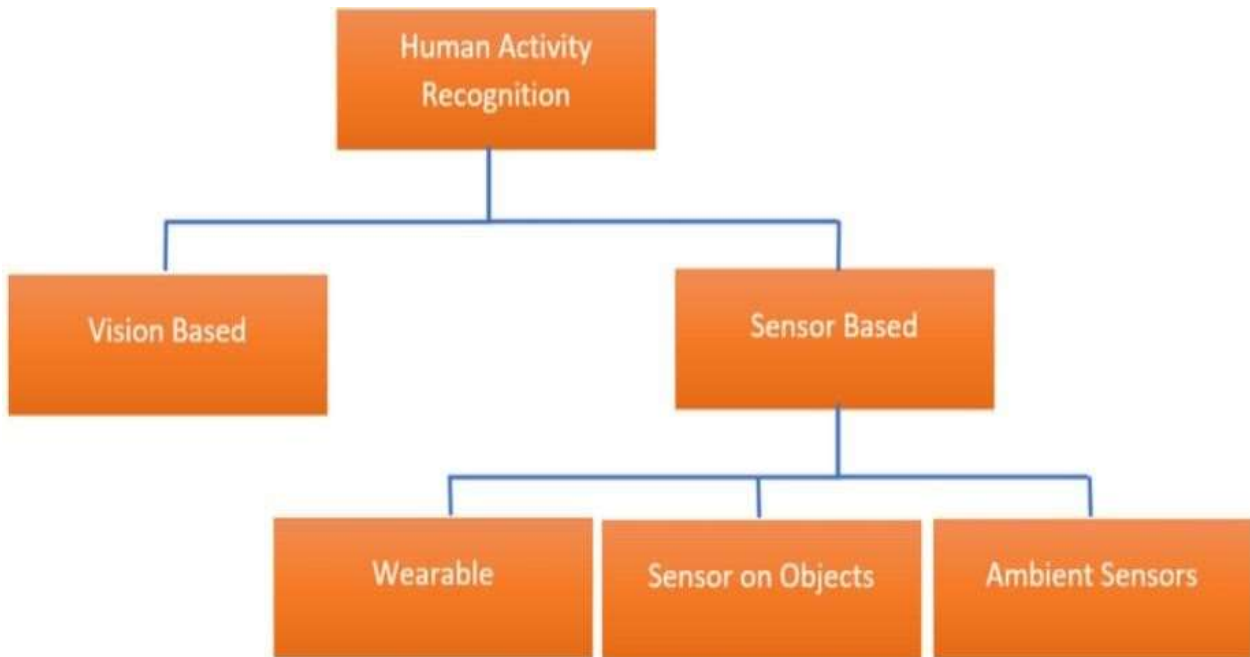 Human Activity
Recognition
Vision Based
Sensor Based
Wearable
Sensor on Objects
Ambient Sensors